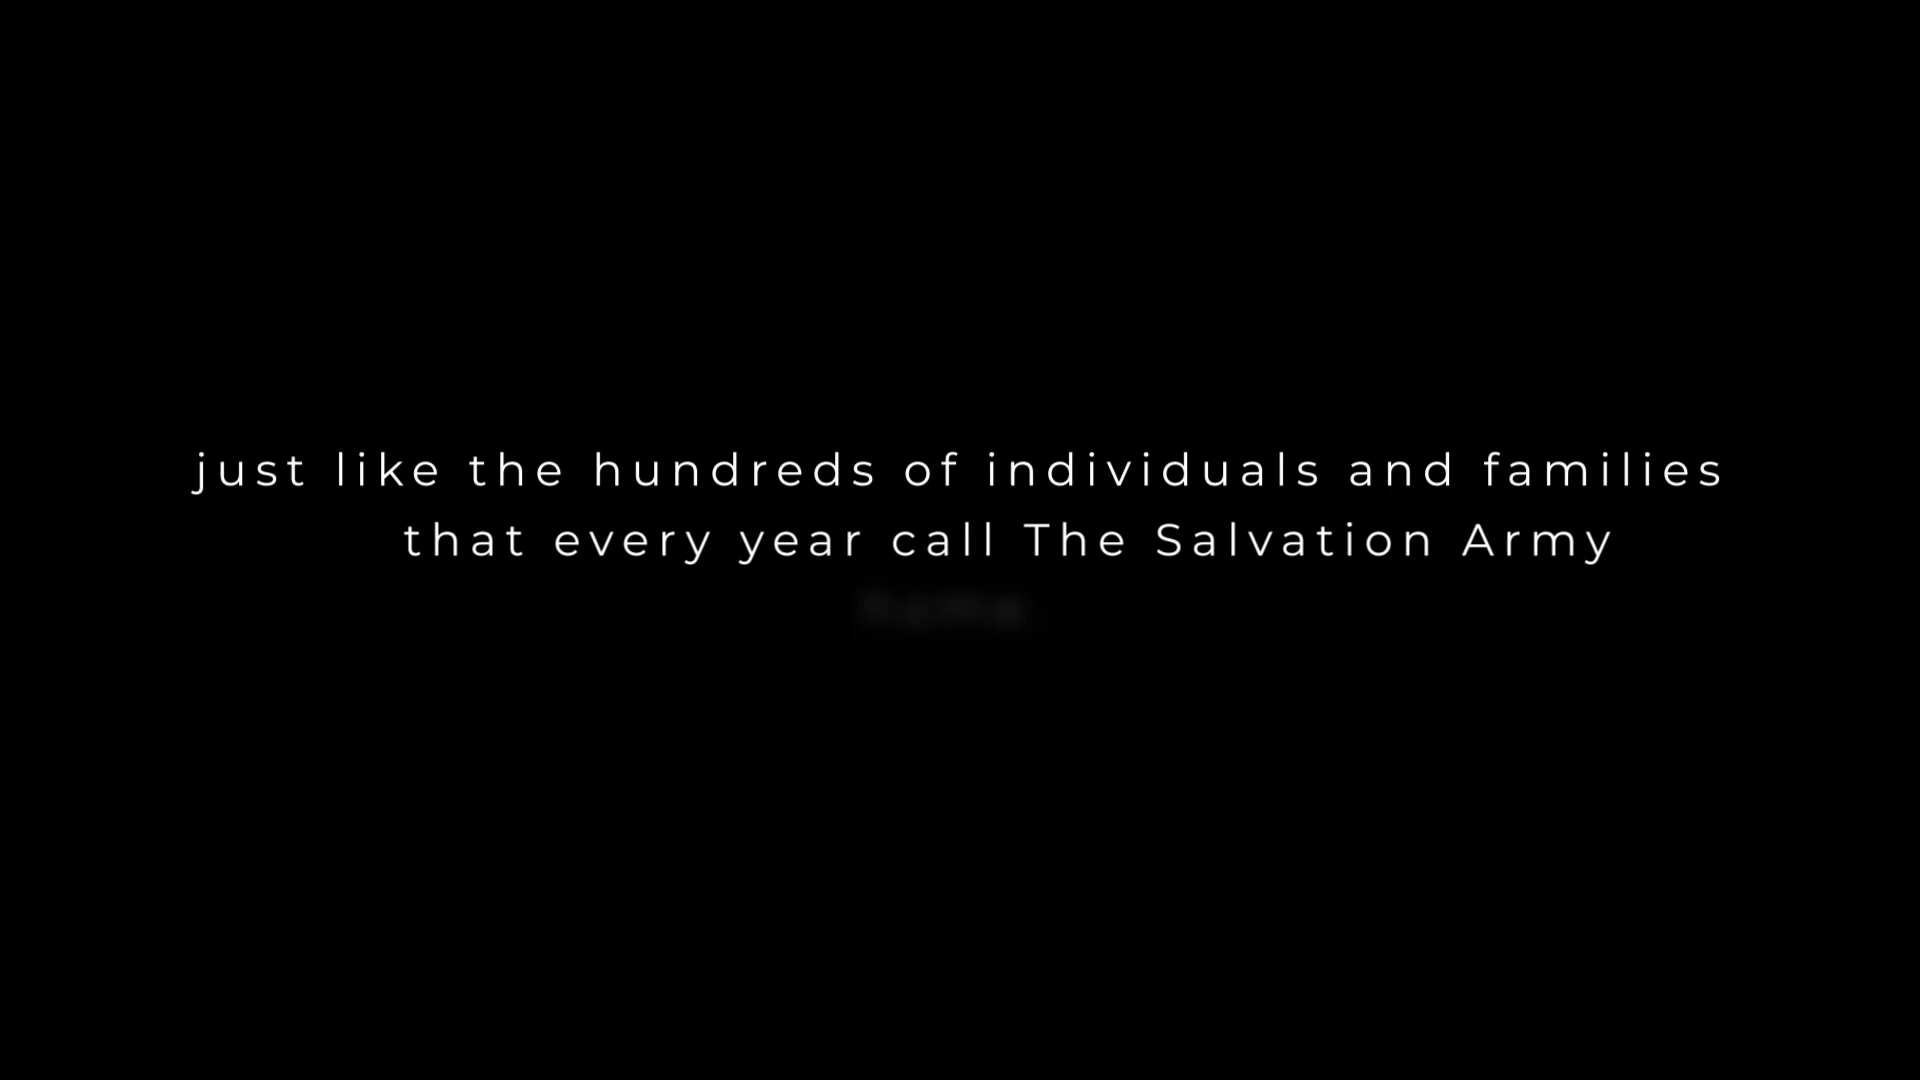 just like the hundreds of individuals and families
that every year call The Salvation Army